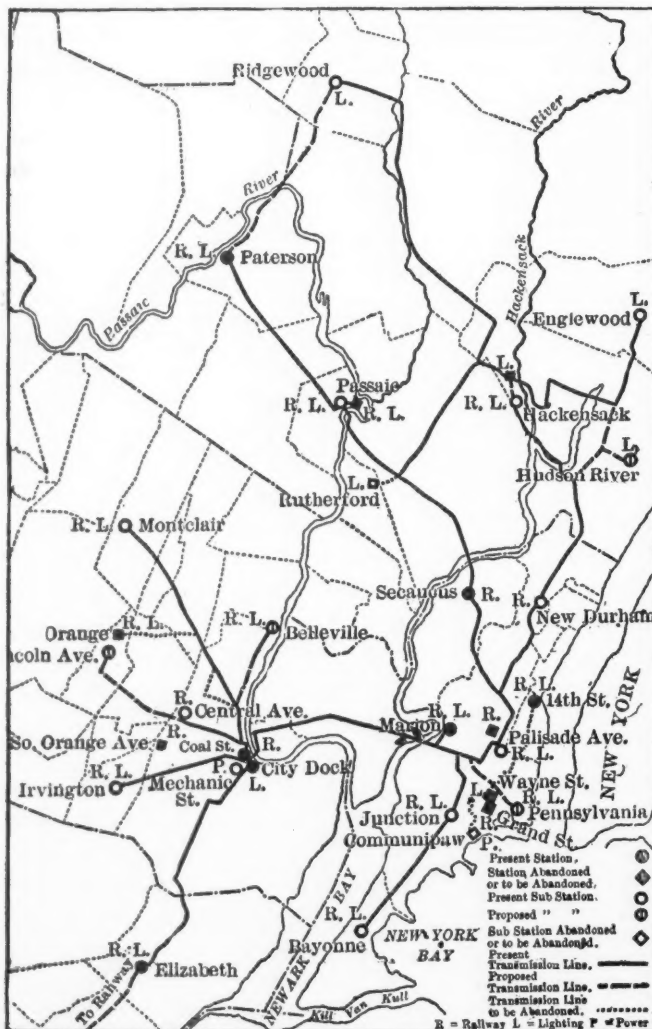 Ridgewood
L.
River
River
Hackensack
R. L.
Paterson
Passaic
L.
Englewood
Passaic
L.
R. L.
R. L.
R. L.
Hackensack
L.
Hudson River
L.
Rutherford
R. L.
Montclair
Secaucus
R.
R.
New Durham
R. L.
Orange
R. L.
Belleville
ncoln Ave.
R. L.
14th St.
R.
Central Ave.
Marion
R. L.
R.
NEW YORK
So. Orange Ave.
R.
Coal St.
R.
Palisade Ave.
R. L.
R. L.
Irvington
Mechanic
St.
P.
City Dock
L.
Wayne St.
L.
R. L.
R. L.
Junction
Pennsylvania
Grand St.
Communipaw
R.
P.
Present Station.
Station Abandoned
or to be Abandoned.
Present Sub Station.
Proposed " "
Sub Station Abandoned
or to be Abandoned.
Present
Transmission Line.
Proposed
Transmission Line.
Transmission Line
to be Abandoned.
R = Railway L = Lighting P = Power
R. L.
Bayonne
NEW YORK
BAY
NEWARK BAY
R. L.
Elizabeth
To Rahway
Kill Van Kull